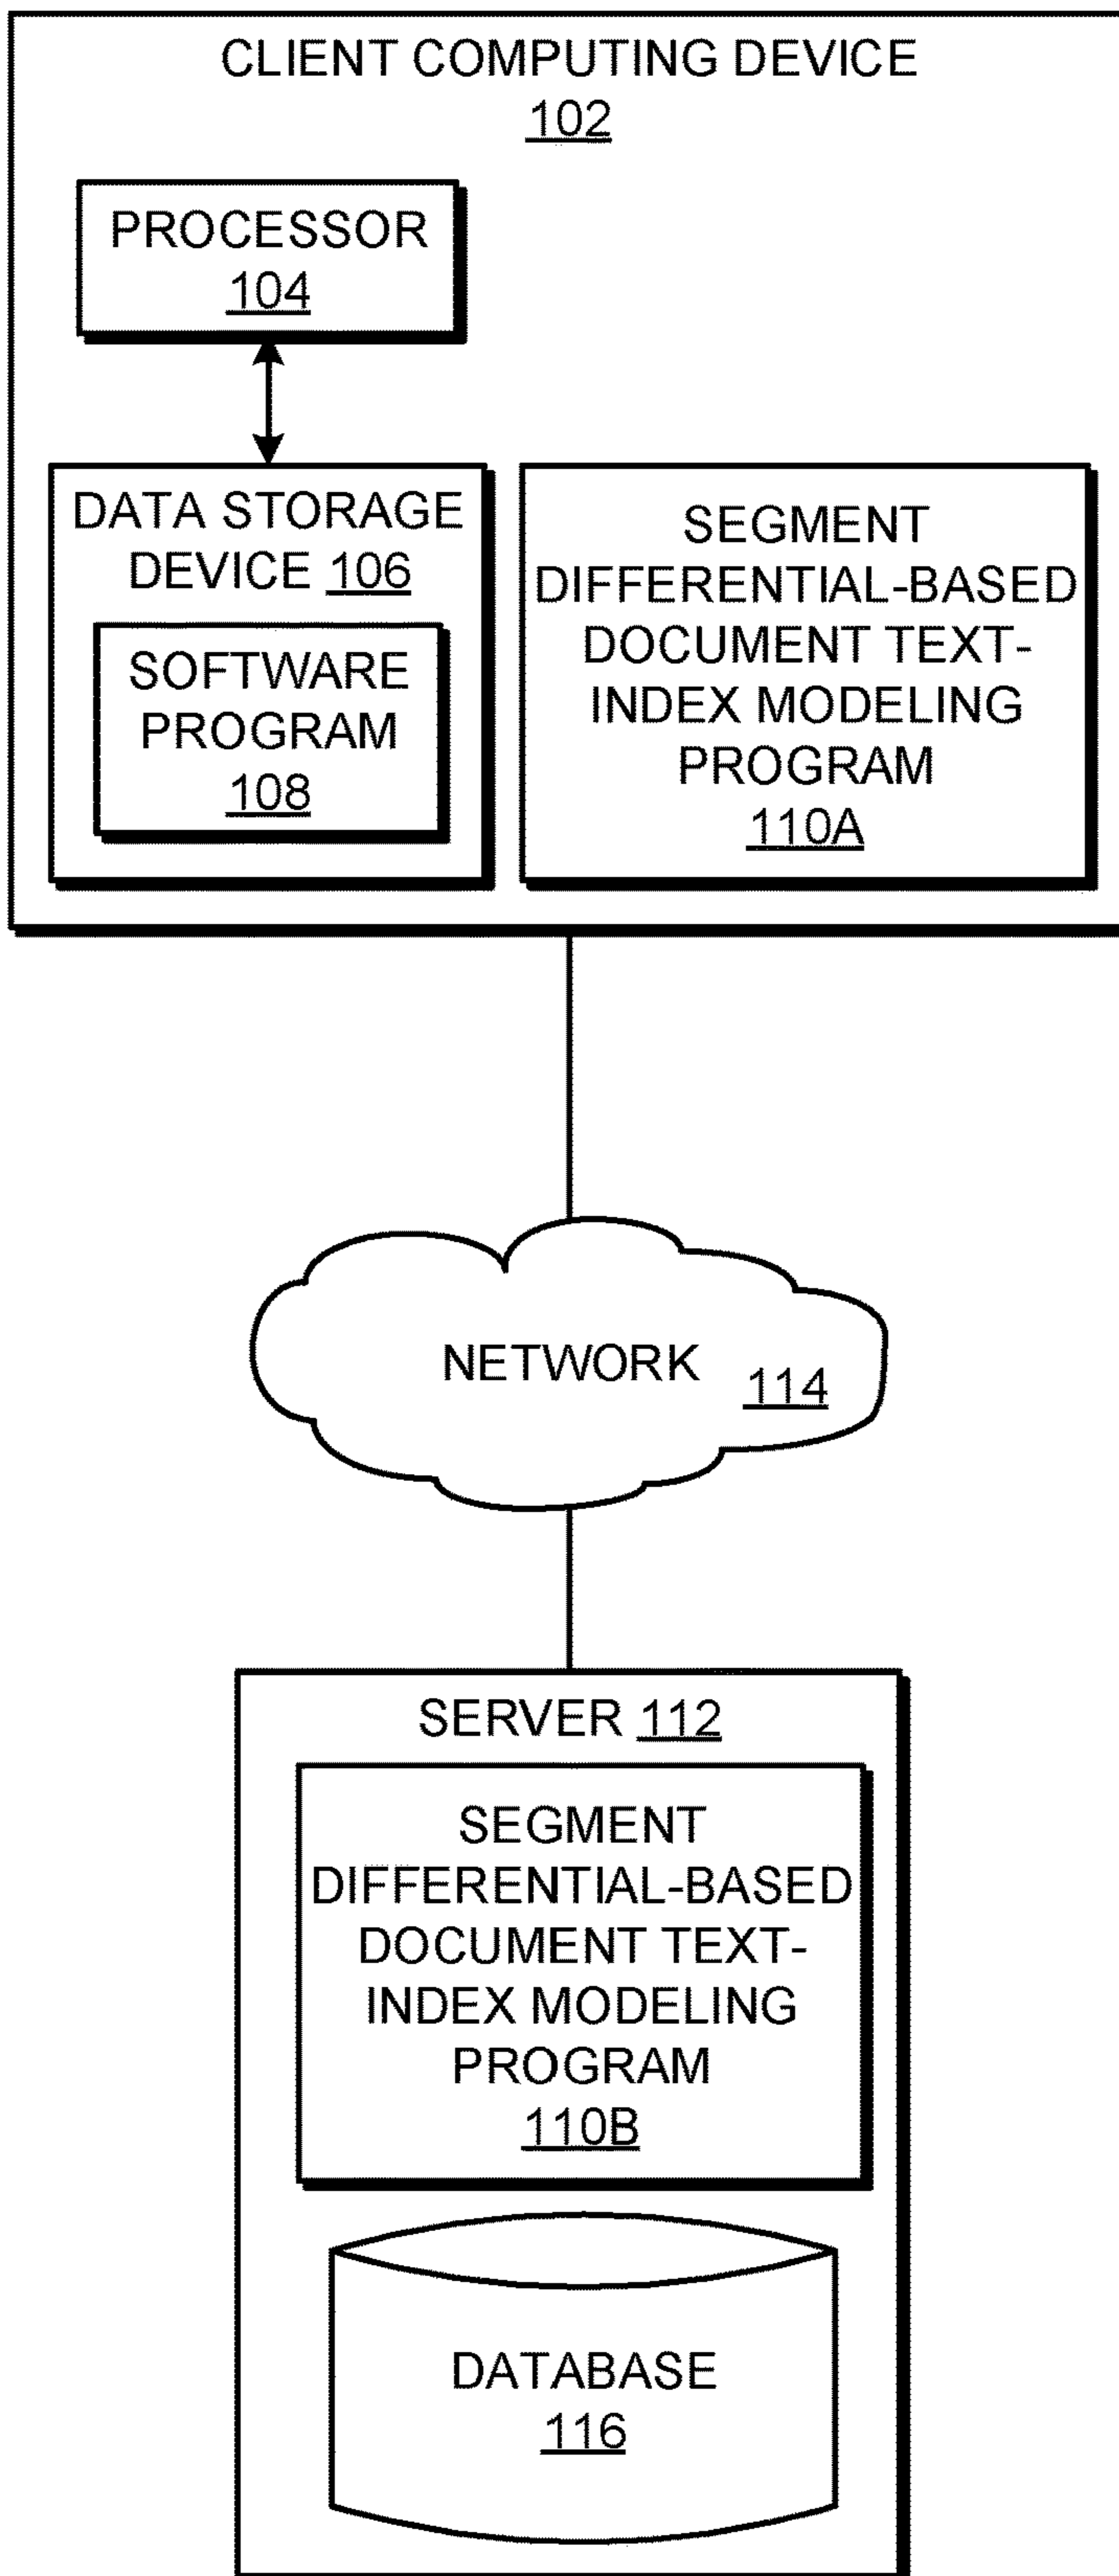 CLIENT COMPUTING DEVICE
102
PROCESSOR
104
DATA STORAGE
DEVICE 106
SOFTWARE
PROGRAM
108
SEGMENT
DIFFERENTIAL-BASED
DOCUMENT TEXT-
INDEX MODELING
PROGRAM
110A
NETWORK 114
SERVER 112
SEGMENT
DIFFERENTIAL-BASED
DOCUMENT TEXT-
INDEX MODELING
PROGRAM
110B
DATABASE
116